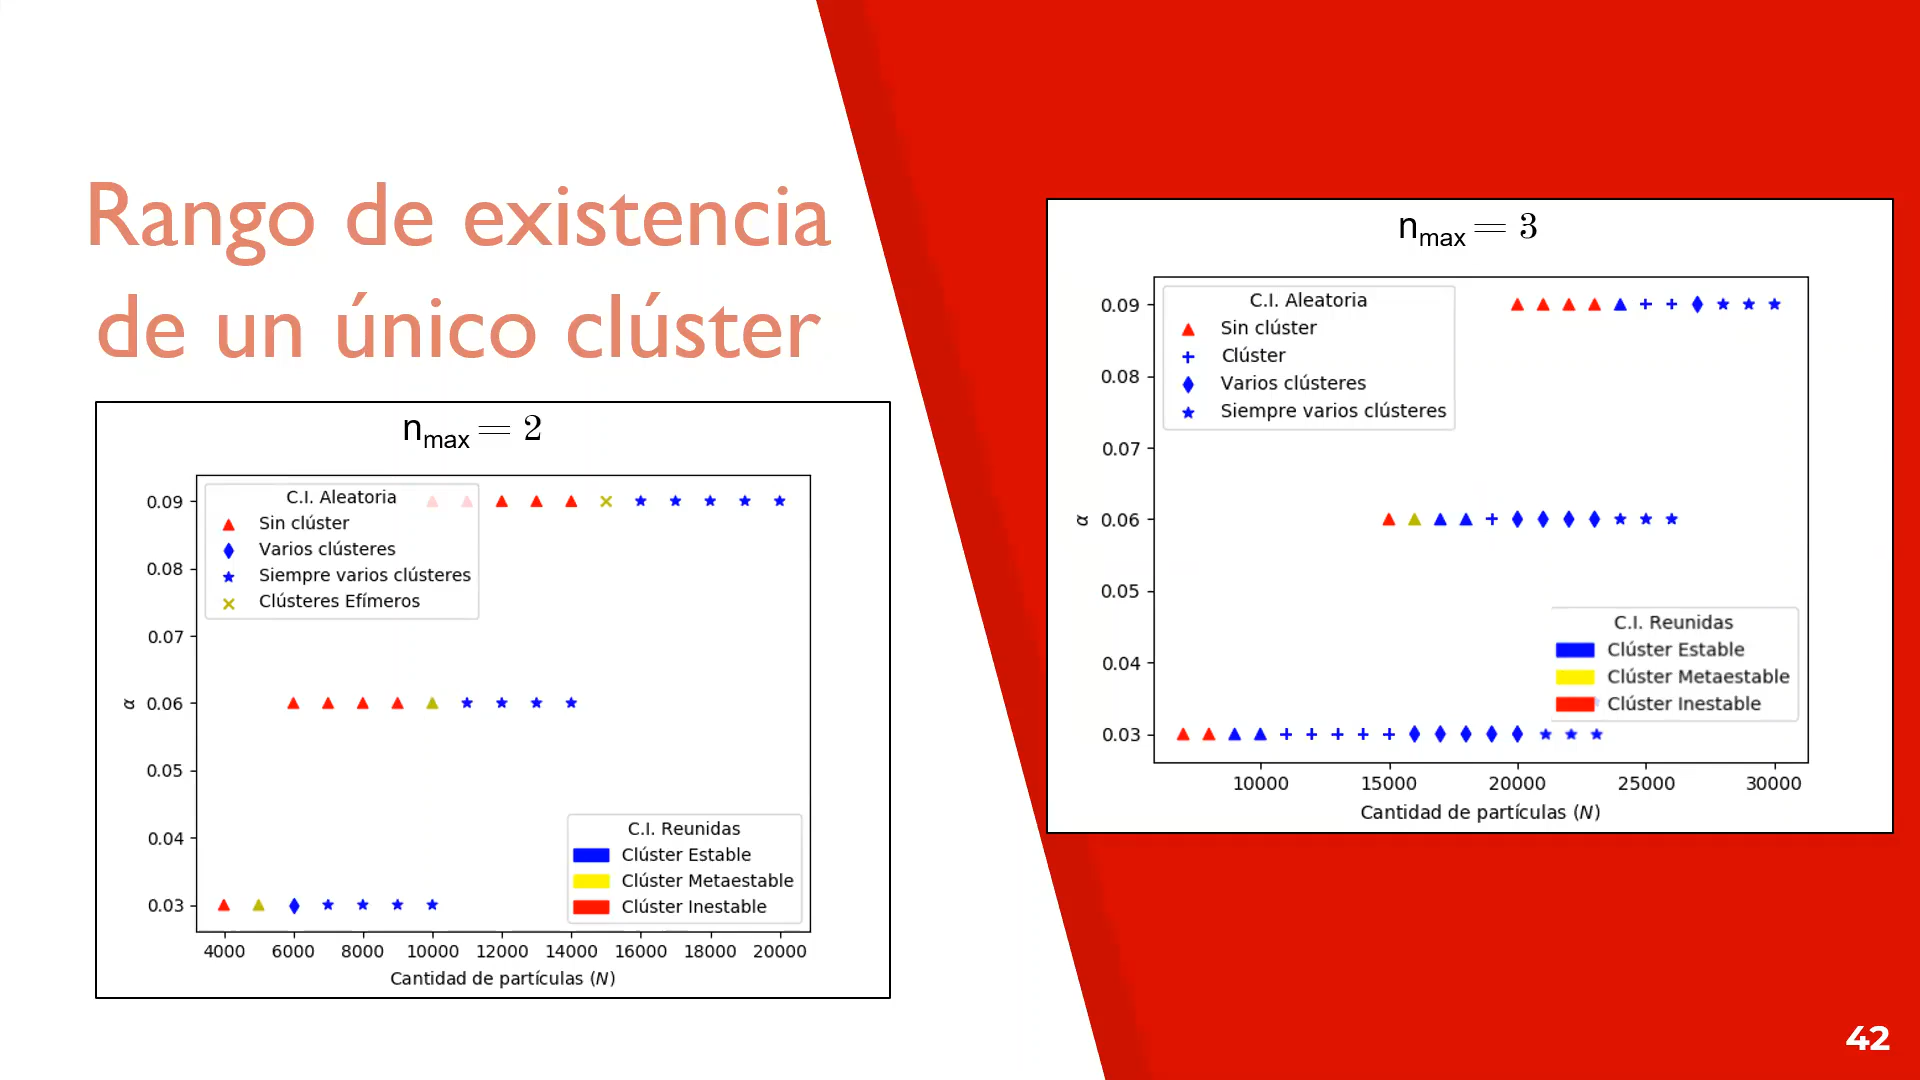 Rango de existencia
de un único clúster
n_max = 2
C.I. Aleatoria
Sin clúster
Varios clústeres
Siempre varios clústeres
Clústeres Efímeros
0.09
0.08
0.07
0.06
0.05
0.04
0.03
α
C.I. Reunidas
Clúster Estable
Clúster Metaestable
Clúster Inestable
4000 6000 8000 10000 12000 14000 16000 18000 20000
Cantidad de partículas (N)
n_max = 3
C.I. Aleatoria
Sin clúster
Clúster
Varios clústeres
Siempre varios clústeres
0.09
0.08
0.07
0.06
0.05
0.04
0.03
α
C.I. Reunidas
Clúster Estable
Clúster Metaestable
Clúster Inestable
10000 15000 20000 25000 30000
Cantidad de partículas (N)
42